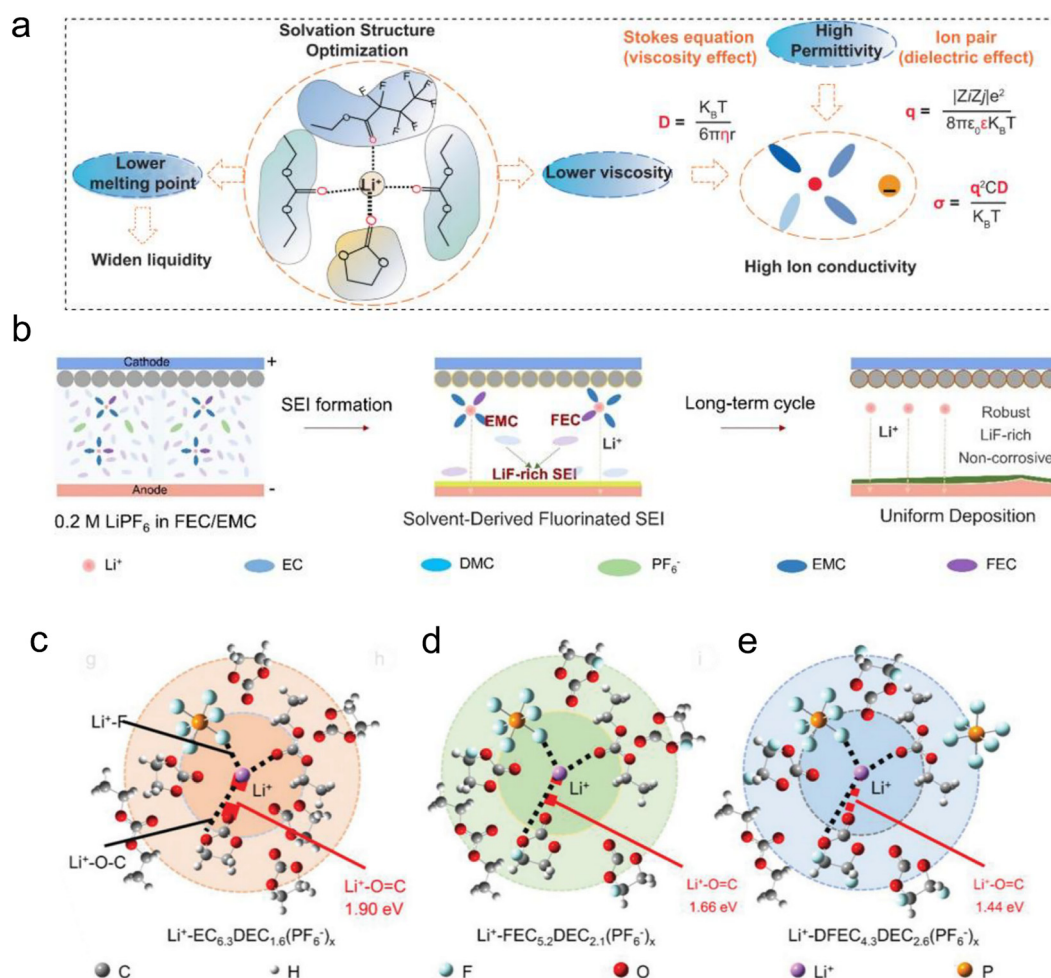 a
Solvation Structure
Optimization
F F F F F F F
O
O
O
O
O
O
O
O
O
O
O
Li⁺
Lower
melting point
Widen liquidity
Lower viscosity
Stokes equation
(viscosity effect)
High
Permittivity
Ion pair
(dielectric effect)
D = K_BT / 6πηr
q = |ZiZj|e² / 8πε₀εK_BT
σ = q²CD / K_BT
High Ion conductivity
b
Cathode +
Anode -
0.2 M LiPF₆ in FEC/EMC
SEI formation
EMC
FEC
Li⁺
LiF-rich SEI
Solvent-Derived Fluorinated SEI
Long-term cycle
Li⁺
Robust
LiF-rich
Non-corrosive
Uniform Deposition
Li⁺ EC DMC PF₆⁻ EMC FEC
c
g
h
Li⁺-F
Li⁺
Li⁺-O-C
Li⁺-O=C
1.90 eV
Li⁺-EC₆.₃DEC₁.₆(PF₆⁻)ₓ
d
i
Li⁺
Li⁺-O=C
1.66 eV
Li⁺-FEC₅.₂DEC₂.₁(PF₆⁻)ₓ
e
Li⁺
Li⁺-O=C
1.44 eV
Li⁺-DFEC₄.₃DEC₂.₆(PF₆⁻)ₓ
C H F O Li⁺ P